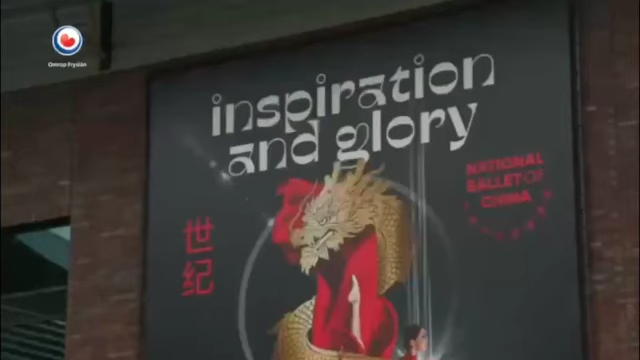 Omrop Fryslân
inspiration
and glory
NATIONAL
BALLET OF
CHINA
世
纪